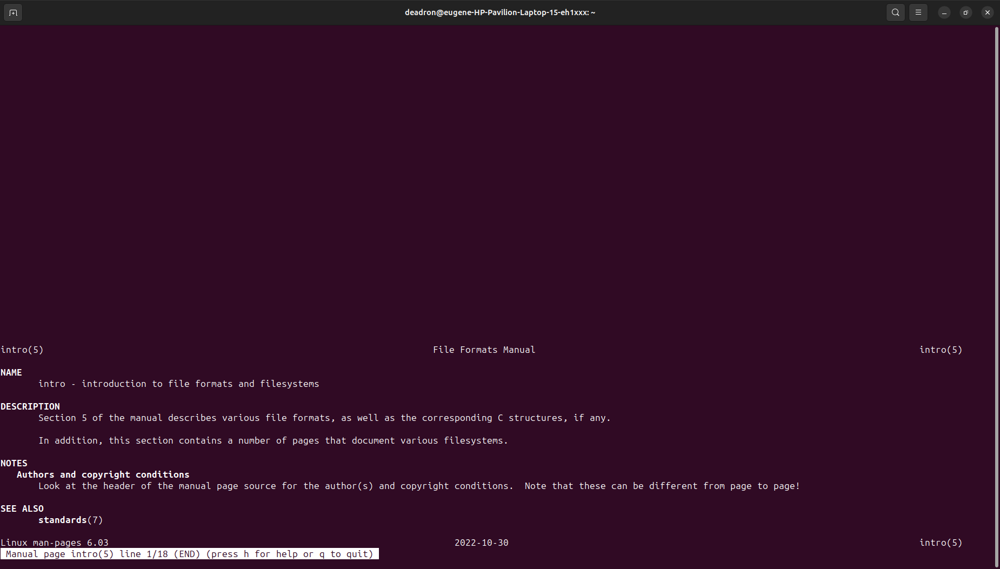 deadron@eugene-HP-Pavilion-Laptop-15-eh1xxx: ~
intro(5) File Formats Manual intro(5)
NAME
intro - introduction to file formats and filesystems
DESCRIPTION
Section 5 of the manual describes various file formats, as well as the corresponding C structures, if any.
In addition, this section contains a number of pages that document various filesystems.
NOTES
Authors and copyright conditions
Look at the header of the manual page source for the author(s) and copyright conditions.  Note that these can be different from page to page!
SEE ALSO
standards(7)
Linux man-pages 6.03 2022-10-30 intro(5)
Manual page intro(5) line 1/18 (END) (press h for help or q to quit)